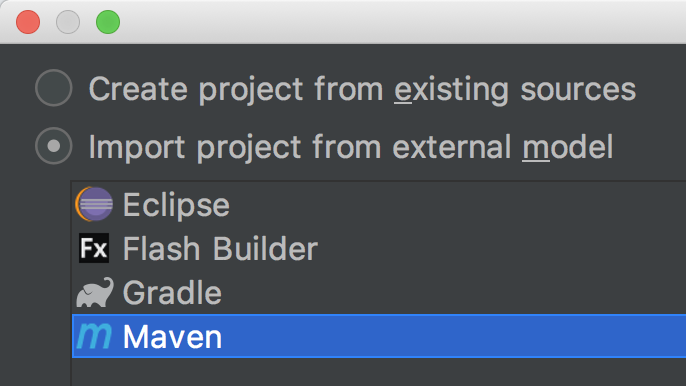 Create project from existing sources
Import project from external model
Eclipse
Fx Flash Builder
Gradle
m Maven